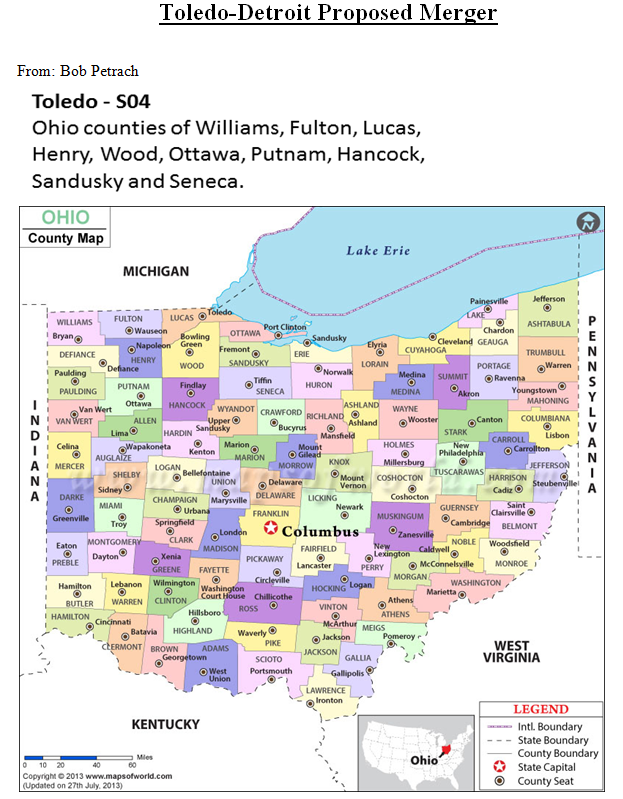 Toledo-Detroit Proposed Merger
From: Bob Petrach
Toledo - S04
Ohio counties of Williams, Fulton, Lucas,
Henry, Wood, Ottawa, Putnam, Hancock,
Sandusky and Seneca.
OHIO
County Map
N
Lake Erie
MICHIGAN
INDIANA
PENNSYLVANIA
WEST
VIRGINIA
KENTUCKY
WILLIAMS
Bryan
FULTON
Wauseon
LUCAS
Toledo
OTTAWA
Port Clinton
Sandusky
ERIE
Painesville
LAKE
Chardon
GEAUGA
Jefferson
ASHTABULA
DEFIANCE
Defiance
Napoleon
HENRY
Bowling
Green
WOOD
Fremont
SANDUSKY
Norwalk
HURON
Elyria
LORAIN
Cleveland
CUYAHOGA
TRUMBULL
Warren
Paulding
PAULDING
PUTNAM
Ottawa
Findlay
HANCOCK
Tiffin
SENECA
Medina
MEDINA
SUMMIT
Akron
PORTAGE
Ravenna
Youngstown
MAHONING
Van Wert
VAN WERT
ALLEN
Lima
WYANDOT
Upper
Sandusky
CRAWFORD
Bucyrus
RICHLAND
Mansfield
ASHLAND
Ashland
WAYNE
Wooster
Canton
STARK
COLUMBIANA
Lisbon
Celina
MERCER
Wapakoneta
AUGLAIZE
HARDIN
Kenton
Marion
MARION
Mount
Gilead
MORROW
KNOX
Mount
Vernon
HOLMES
Millersburg
New
Philadelphia
TUSCARAWAS
CARROLL
Carrollton
JEFFERSON
Steubenville
SHELBY
Sidney
LOGAN
Bellefontaine
UNION
Marysville
Delaware
DELAWARE
LICKING
Newark
COSHOCTON
Coshocton
HARRISON
Cadiz
DARKE
Greenville
MIAMI
Troy
CHAMPAIGN
Urbana
FRANKLIN
Columbus
MUSKINGUM
Zanesville
GUERNSEY
Cambridge
Saint
Clairsville
BELMONT
Eaton
PREBLE
MONTGOMERY
Dayton
Springfield
CLARK
Xenia
GREENE
London
MADISON
PICKAWAY
Circleville
FAIRFIELD
Lancaster
New
Lexington
PERRY
Caldwell
NOBLE
McConnelsville
MORGAN
Woodsfield
MONROE
Hamilton
BUTLER
Lebanon
WARREN
Wilmington
CLINTON
FAYETTE
Washington
Court House
Chillicothe
ROSS
HOCKING
Logan
Athens
ATHENS
WASHINGTON
Marietta
HAMILTON
Cincinnati
Batavia
CLERMONT
BROWN
Georgetown
Hillsboro
HIGHLAND
ADAMS
West
Union
Waverly
PIKE
SCIOTO
Portsmouth
VINTON
McArthur
Jackson
JACKSON
MEIGS
Pomeroy
GALLIA
Gallipolis
LAWRENCE
Ironton
www.mapsofworld.com
0 20 40 60 Miles
Copyright © 2013 www.mapsofworld.com
(Updated on 27th July, 2013)
Ohio
LEGEND
Intl. Boundary
State Boundary
County Boundary
State Capital
County Seat